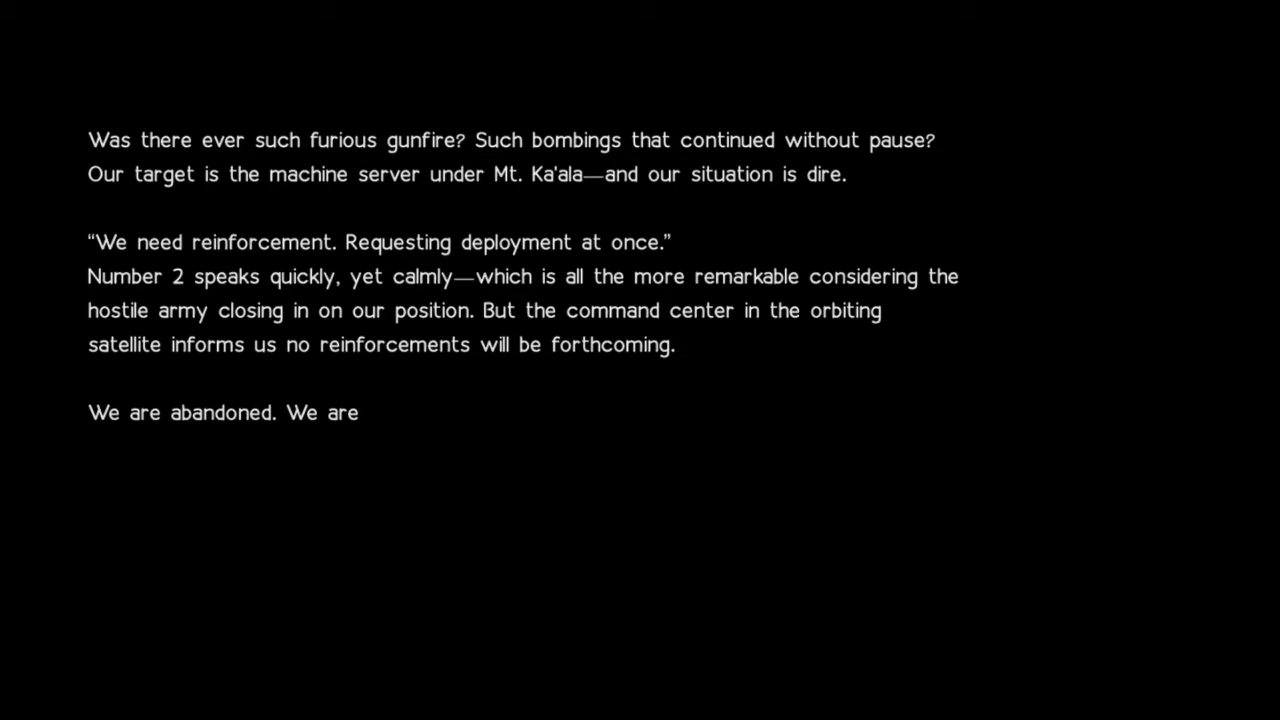 Was there ever such furious gunfire? Such bombings that continued without pause?
Our target is the machine server under Mt. Ka'ala—and our situation is dire.
“We need reinforcement. Requesting deployment at once.”
Number 2 speaks quickly, yet calmly—which is all the more remarkable considering the
hostile army closing in on our position. But the command center in the orbiting
satellite informs us no reinforcements will be forthcoming.
We are abandoned. We are